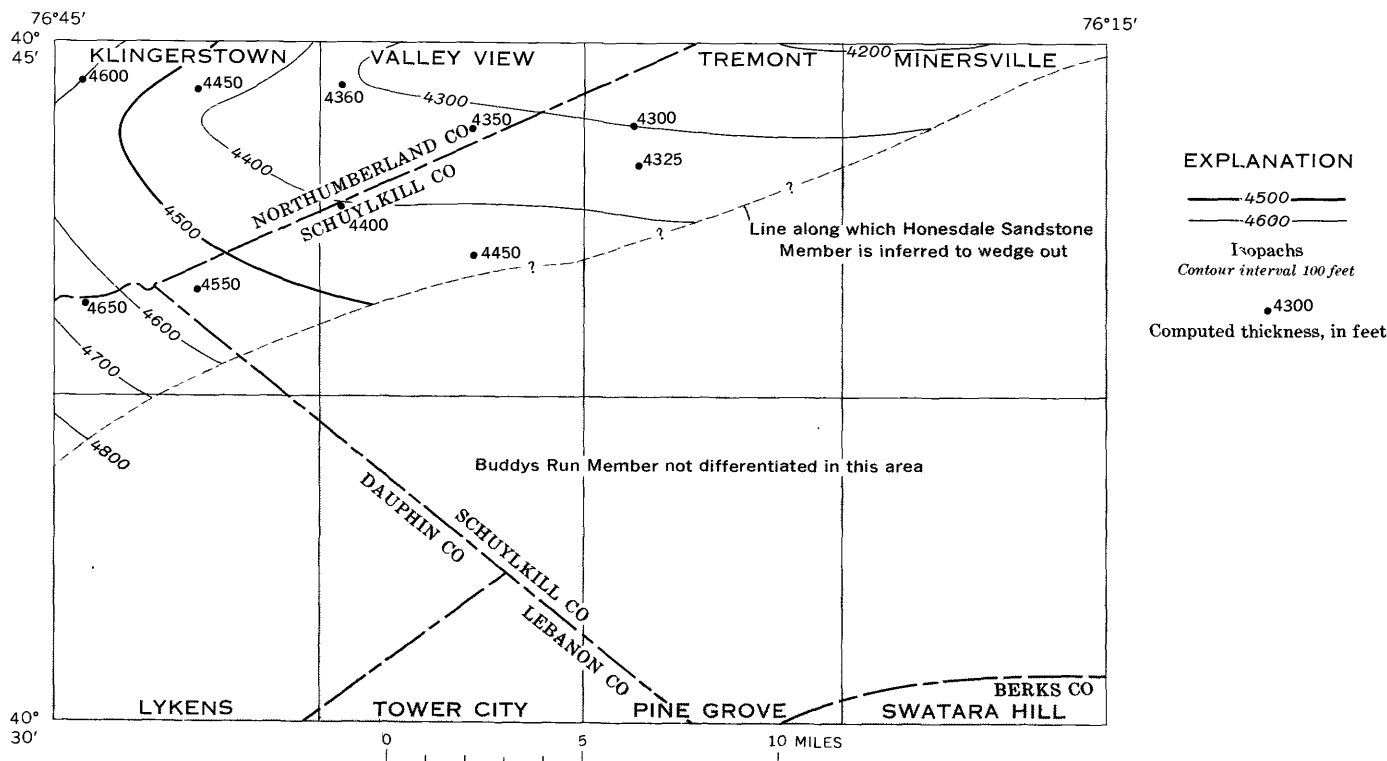 76°45′
76°15′
40°
45′
KLINGERSTOWN
VALLEY VIEW
TREMONT
MINERSVILLE
4200
4600
4450
4360
4300
4350
4300
4325
4400
NORTHUMBERLAND CO
SCHUYLKILL CO
4400
4500
4450
?
?
?
Line along which Honesdale Sandstone
Member is inferred to wedge out
4550
4650
4600
4700
4800
EXPLANATION
4500
4600
Isopachs
Contour interval 100 feet
4300
Computed thickness, in feet
Buddys Run Member not differentiated in this area
DAUPHIN CO
SCHUYLKILL CO
LEBANON CO
BERKS CO
LYKENS
TOWER CITY
PINE GROVE
SWATARA HILL
40°
30′
0 5 10 MILES